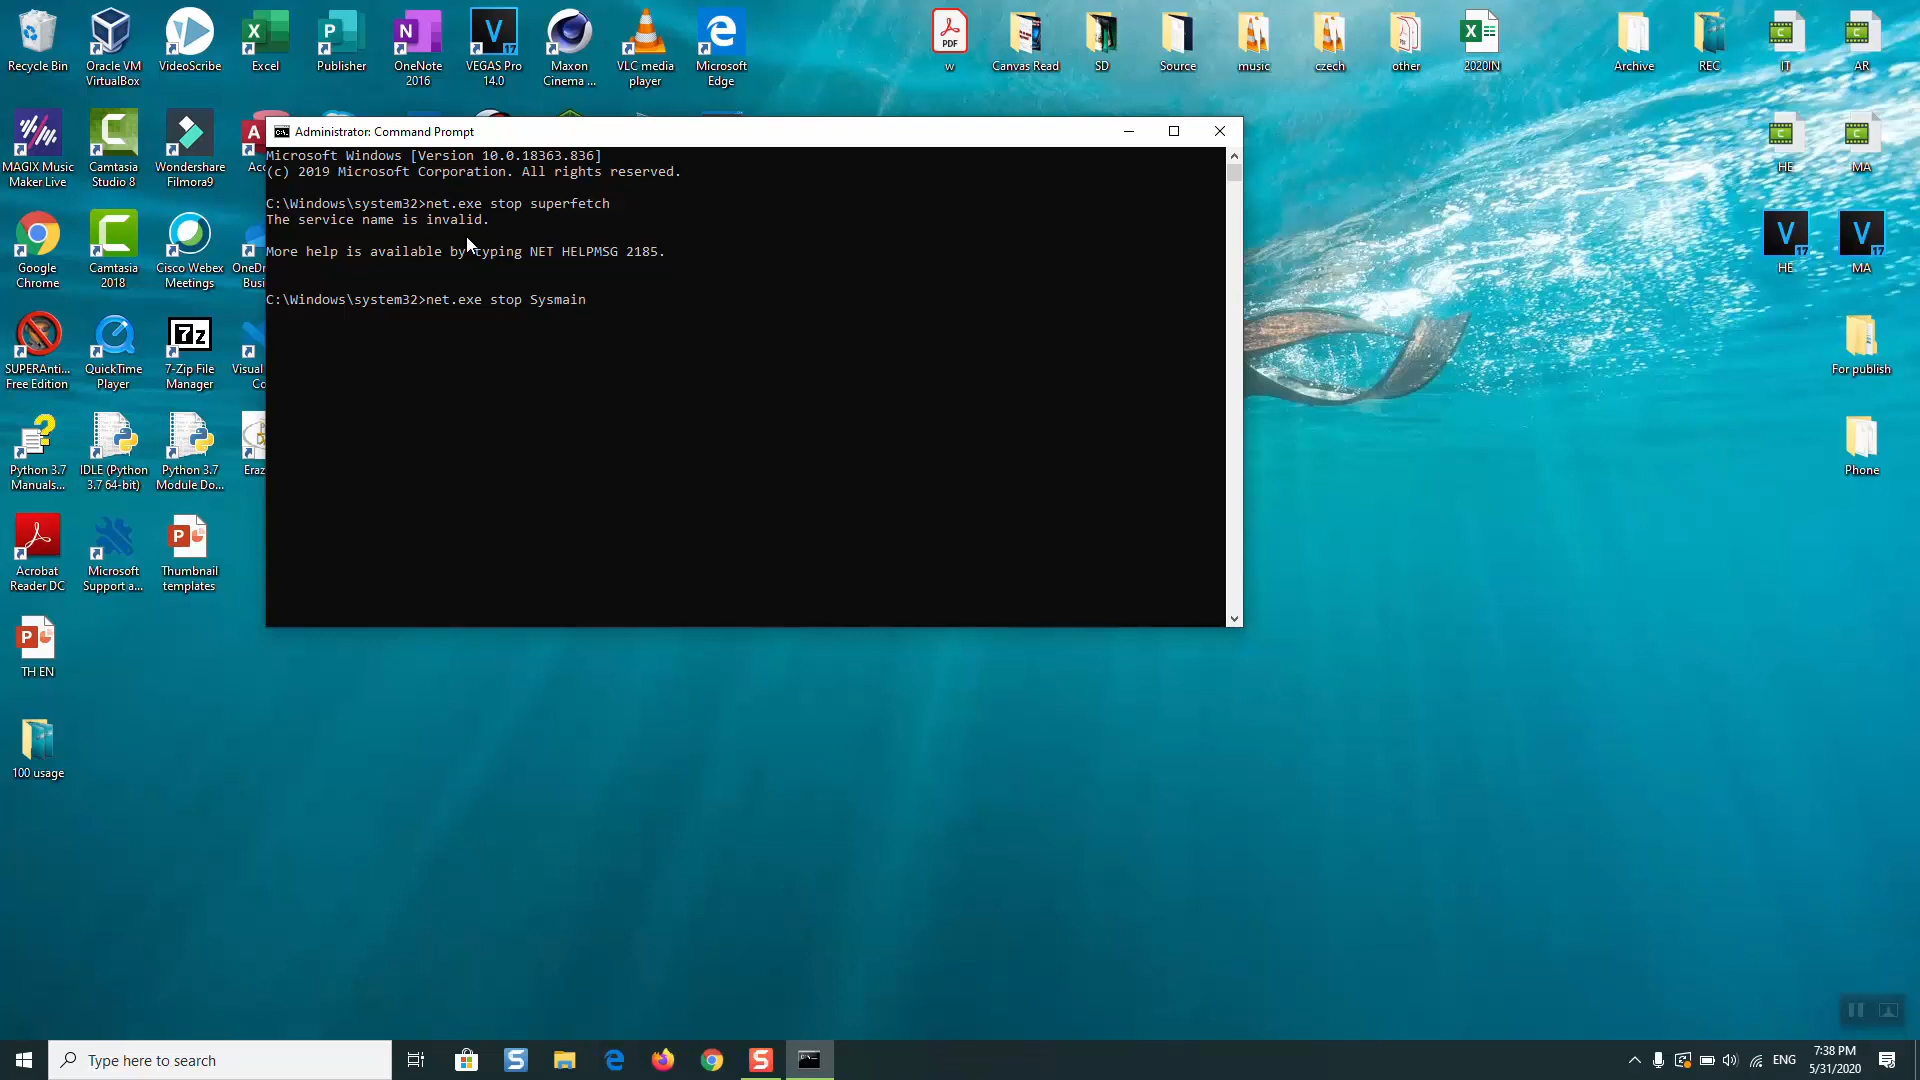 Recycle Bin
Oracle VM
VirtualBox
VideoScribe
Excel
Publisher
OneNote
2016
VEGAS Pro
14.0
Maxon
Cinema ...
VLC media
player
Microsoft
Edge
w
Canvas Read
SD
Source
music
czech
other
2020IN
Archive
REC
IT
AR
MAGIX Music
Maker Live
Camtasia
Studio 8
Wondershare
Filmora9
HE
MA
Administrator: Command Prompt
Microsoft Windows [Version 10.0.18363.836]
(c) 2019 Microsoft Corporation. All rights reserved.
C:\Windows\system32>net.exe stop superfetch
The service name is invalid.
More help is available by typing NET HELPMSG 2185.
C:\Windows\system32>net.exe stop Sysmain
Google
Chrome
Camtasia
2018
Cisco Webex
Meetings
OneDr
Busi
HE
MA
SUPERAnti...
Free Edition
QuickTime
Player
7-Zip File
Manager
Visual
Co
For publish
Python 3.7
Manuals...
IDLE (Python
3.7 64-bit)
Python 3.7
Module Do...
Eraz
Phone
Acrobat
Reader DC
Microsoft
Support a...
Thumbnail
templates
TH EN
100 usage
Type here to search
ENG
7:38 PM
5/31/2020